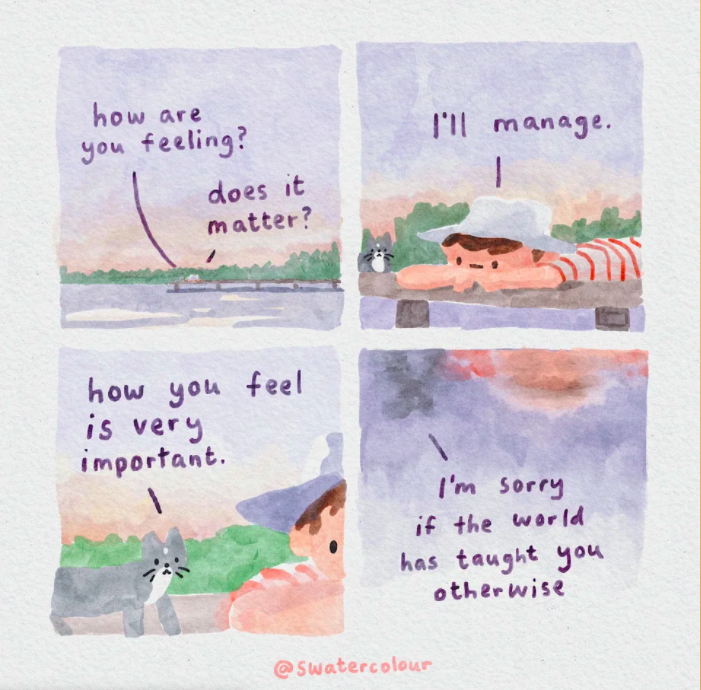 how are
you feeling?
does it
matter?
I'll manage.
how you feel
is very
important.
I'm sorry
if the world
has taught you
otherwise
@swatercolour